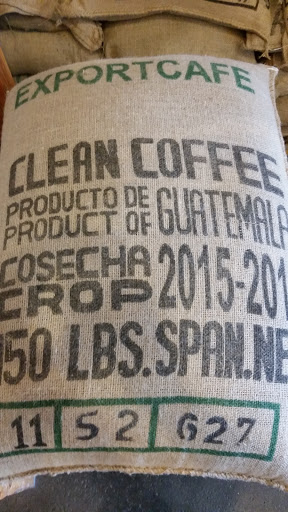 EXPORTCAFE
CLEAN COFFEE
PRODUCTO DE
PRODUCT OF GUATEMALA
COSECHA
CROP 2015-201
150 LBS.SPAN.NE
11 52 627